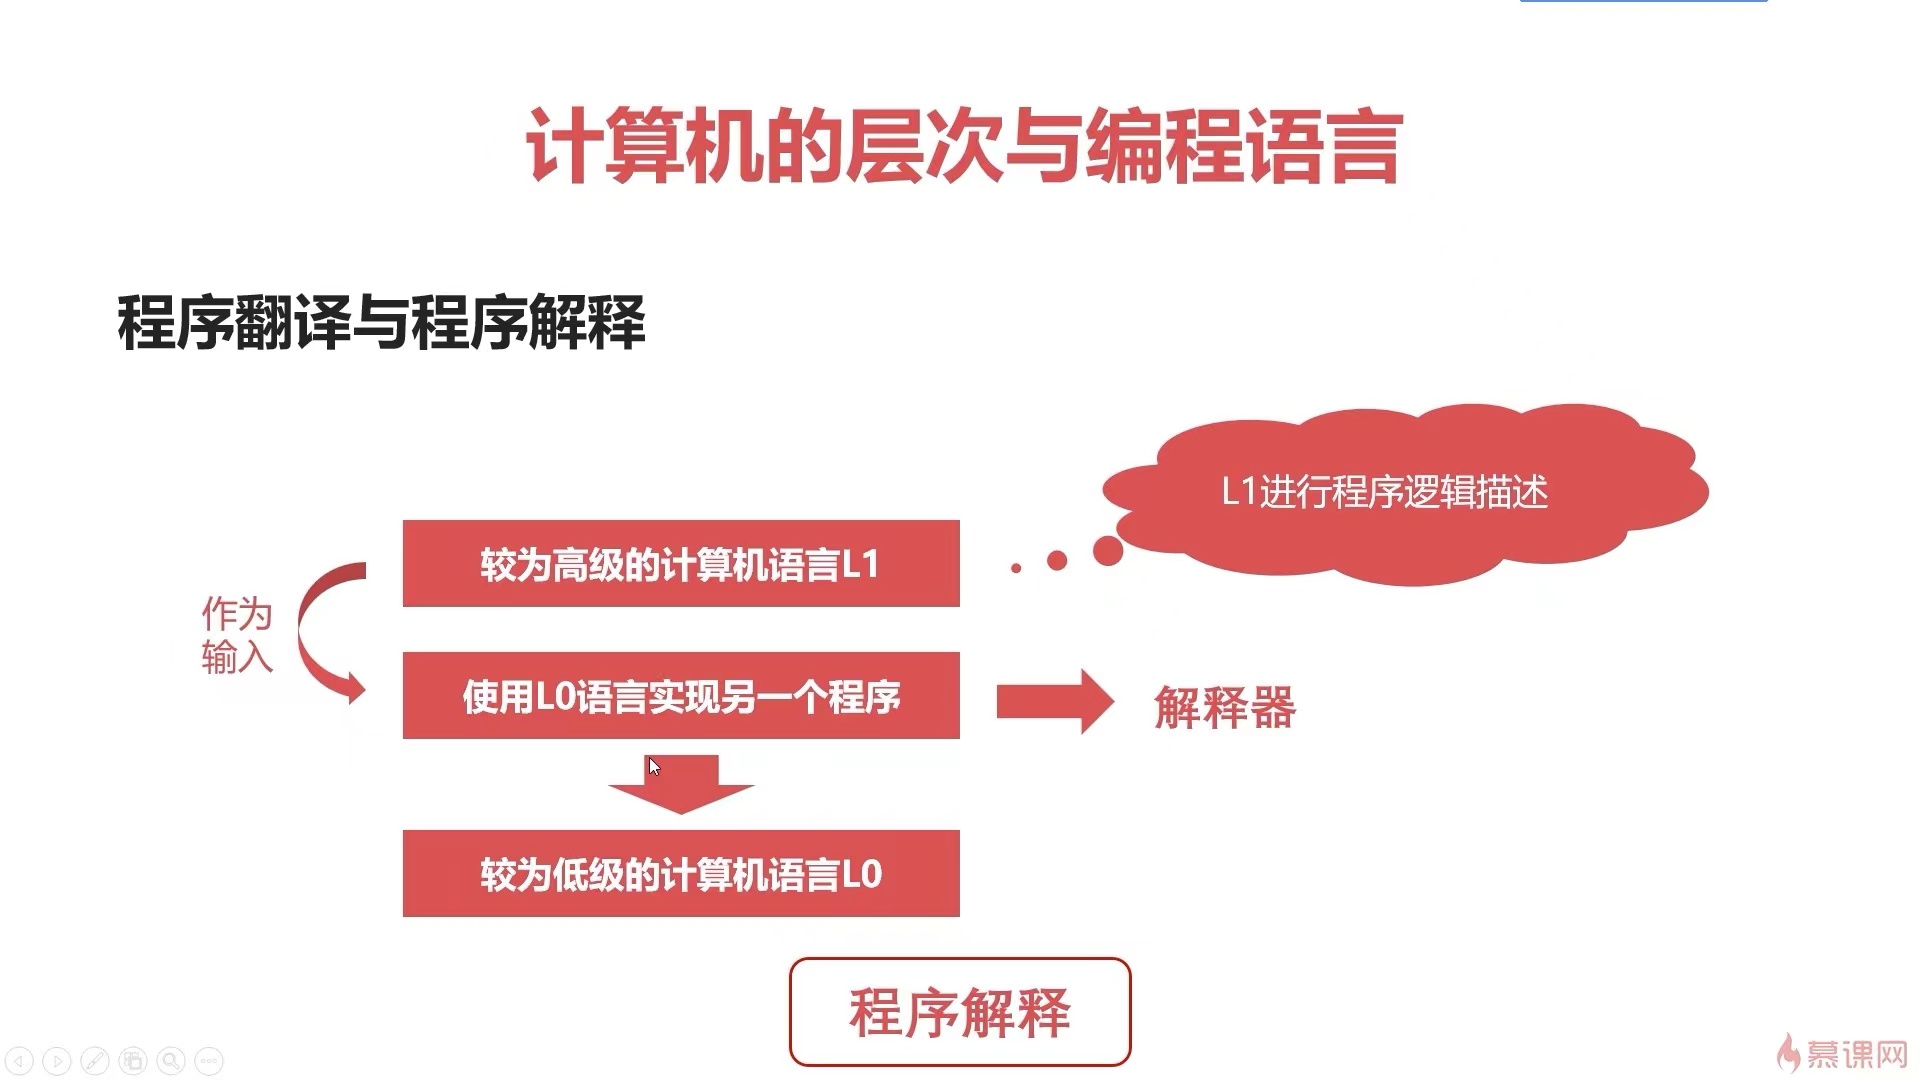 计算机的层次与编程语言
程序翻译与程序解释
L1进行程序逻辑描述
较为高级的计算机语言L1
作为
输入
使用L0语言实现另一个程序
解释器
较为低级的计算机语言L0
程序解释
慕课网